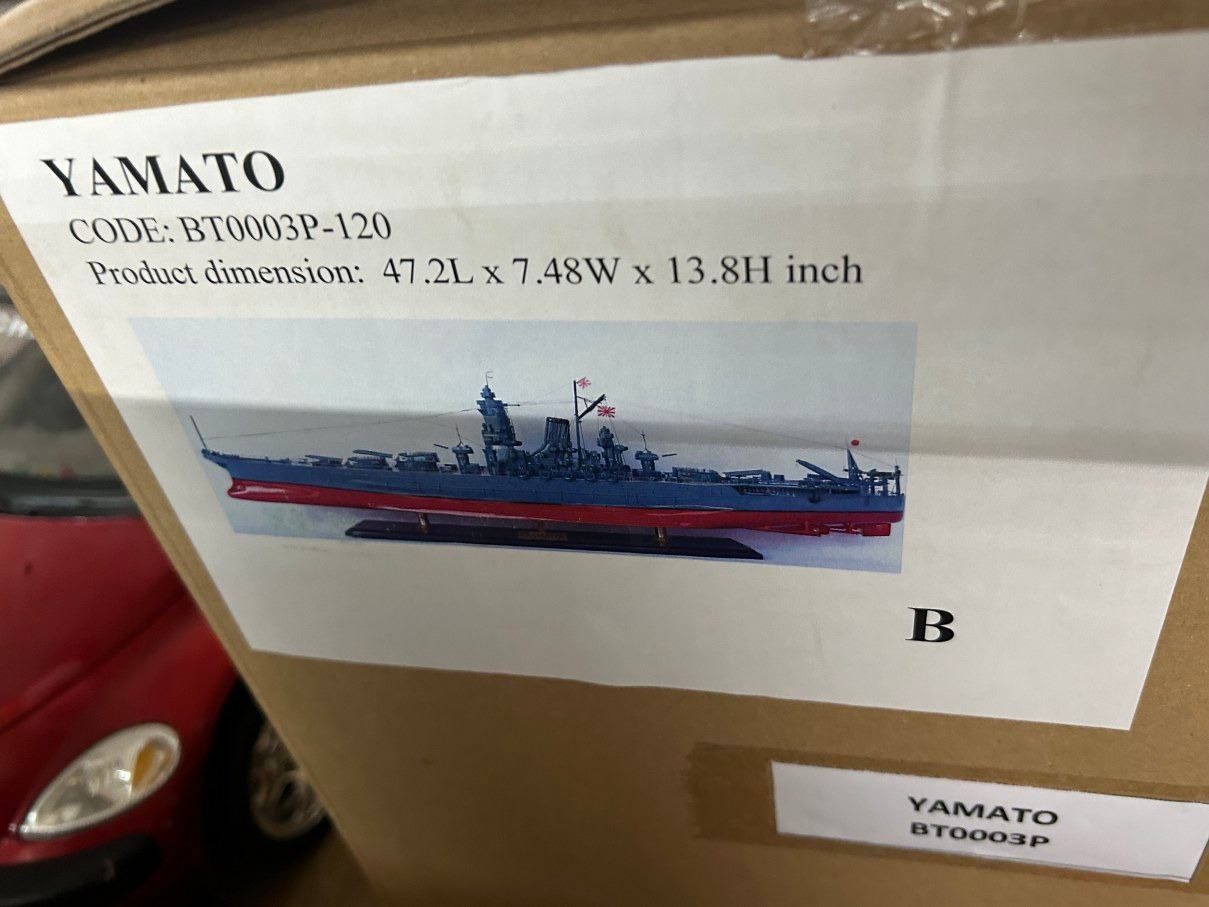 YAMATO
CODE: BT0003P-120
Product dimension: 47.2L x 7.48W x 13.8H inch
B
YAMATO
BT0003P